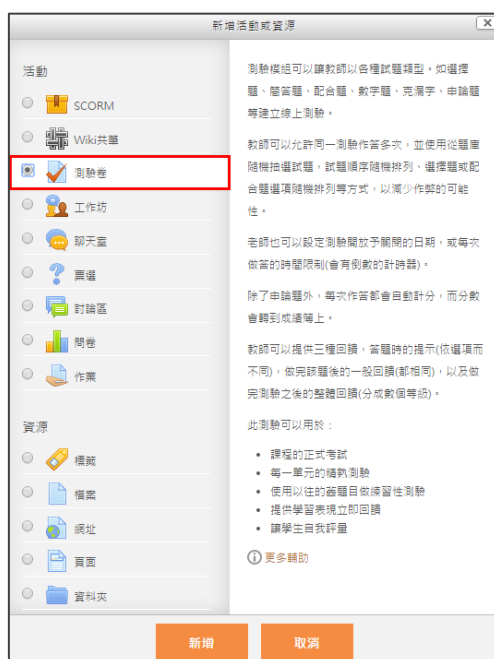 新增活動或資源
活動
SCORM
Wiki共筆
測驗卷
工作坊
聊天室
票選
討論區
問卷
作業
資源
標籤
檔案
網址
頁面
資料夾
測驗模組可以讓教師以各種試題類型，如選擇
題、簡答題、配合題、數字題、克漏字、申論題
等建立線上測驗。
教師可以允許同一測驗作答多次，並使用從題庫
隨機抽選試題，試題順序隨機排列、選擇題或配
合題選項隨機排列等方式，以減少作弊的可能
性。
老師也可以設定測驗開放予關閉的日期，或每次
做答的時間限制(會有倒數的計時器)。
除了申論題外，每次作答都會自動計分，而分數
會轉到成績簿上。
教師可以提供三種回饋，答題時的提示(依選項而
不同)，做完該題後的一般回饋(都相同)，以及做
完測驗之後的整體回饋(分成數個等級)。
此測驗可以用於：
課程的正式考試
每一單元的精熟測驗
使用以往的舊題目做練習性測驗
提供學習表現立即回饋
讓學生自我評量
更多輔助
新增
取消